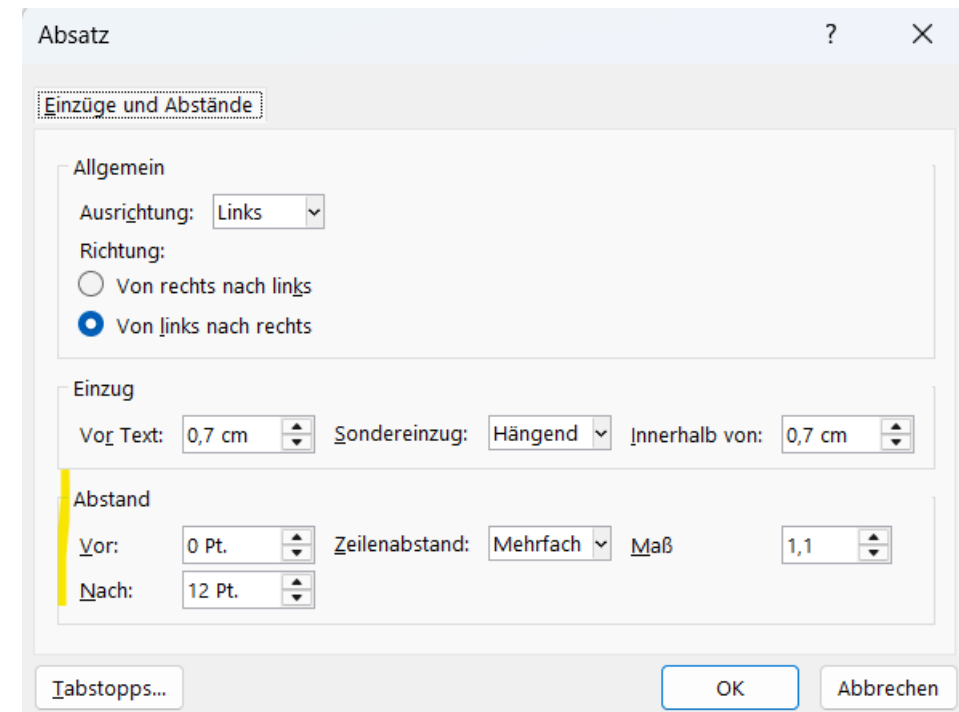 Absatz ?
Einzüge und Abstände
Allgemein
Ausrichtung: Links
Richtung:
Von rechts nach links
Von links nach rechts
Einzug
Vor Text: 0,7 cm Sondereinzug: Hängend Innerhalb von: 0,7 cm
Abstand
Vor: 0 Pt. Zeilenabstand: Mehrfach Maß 1,1
Nach: 12 Pt.
Tabstopps... OK Abbrechen